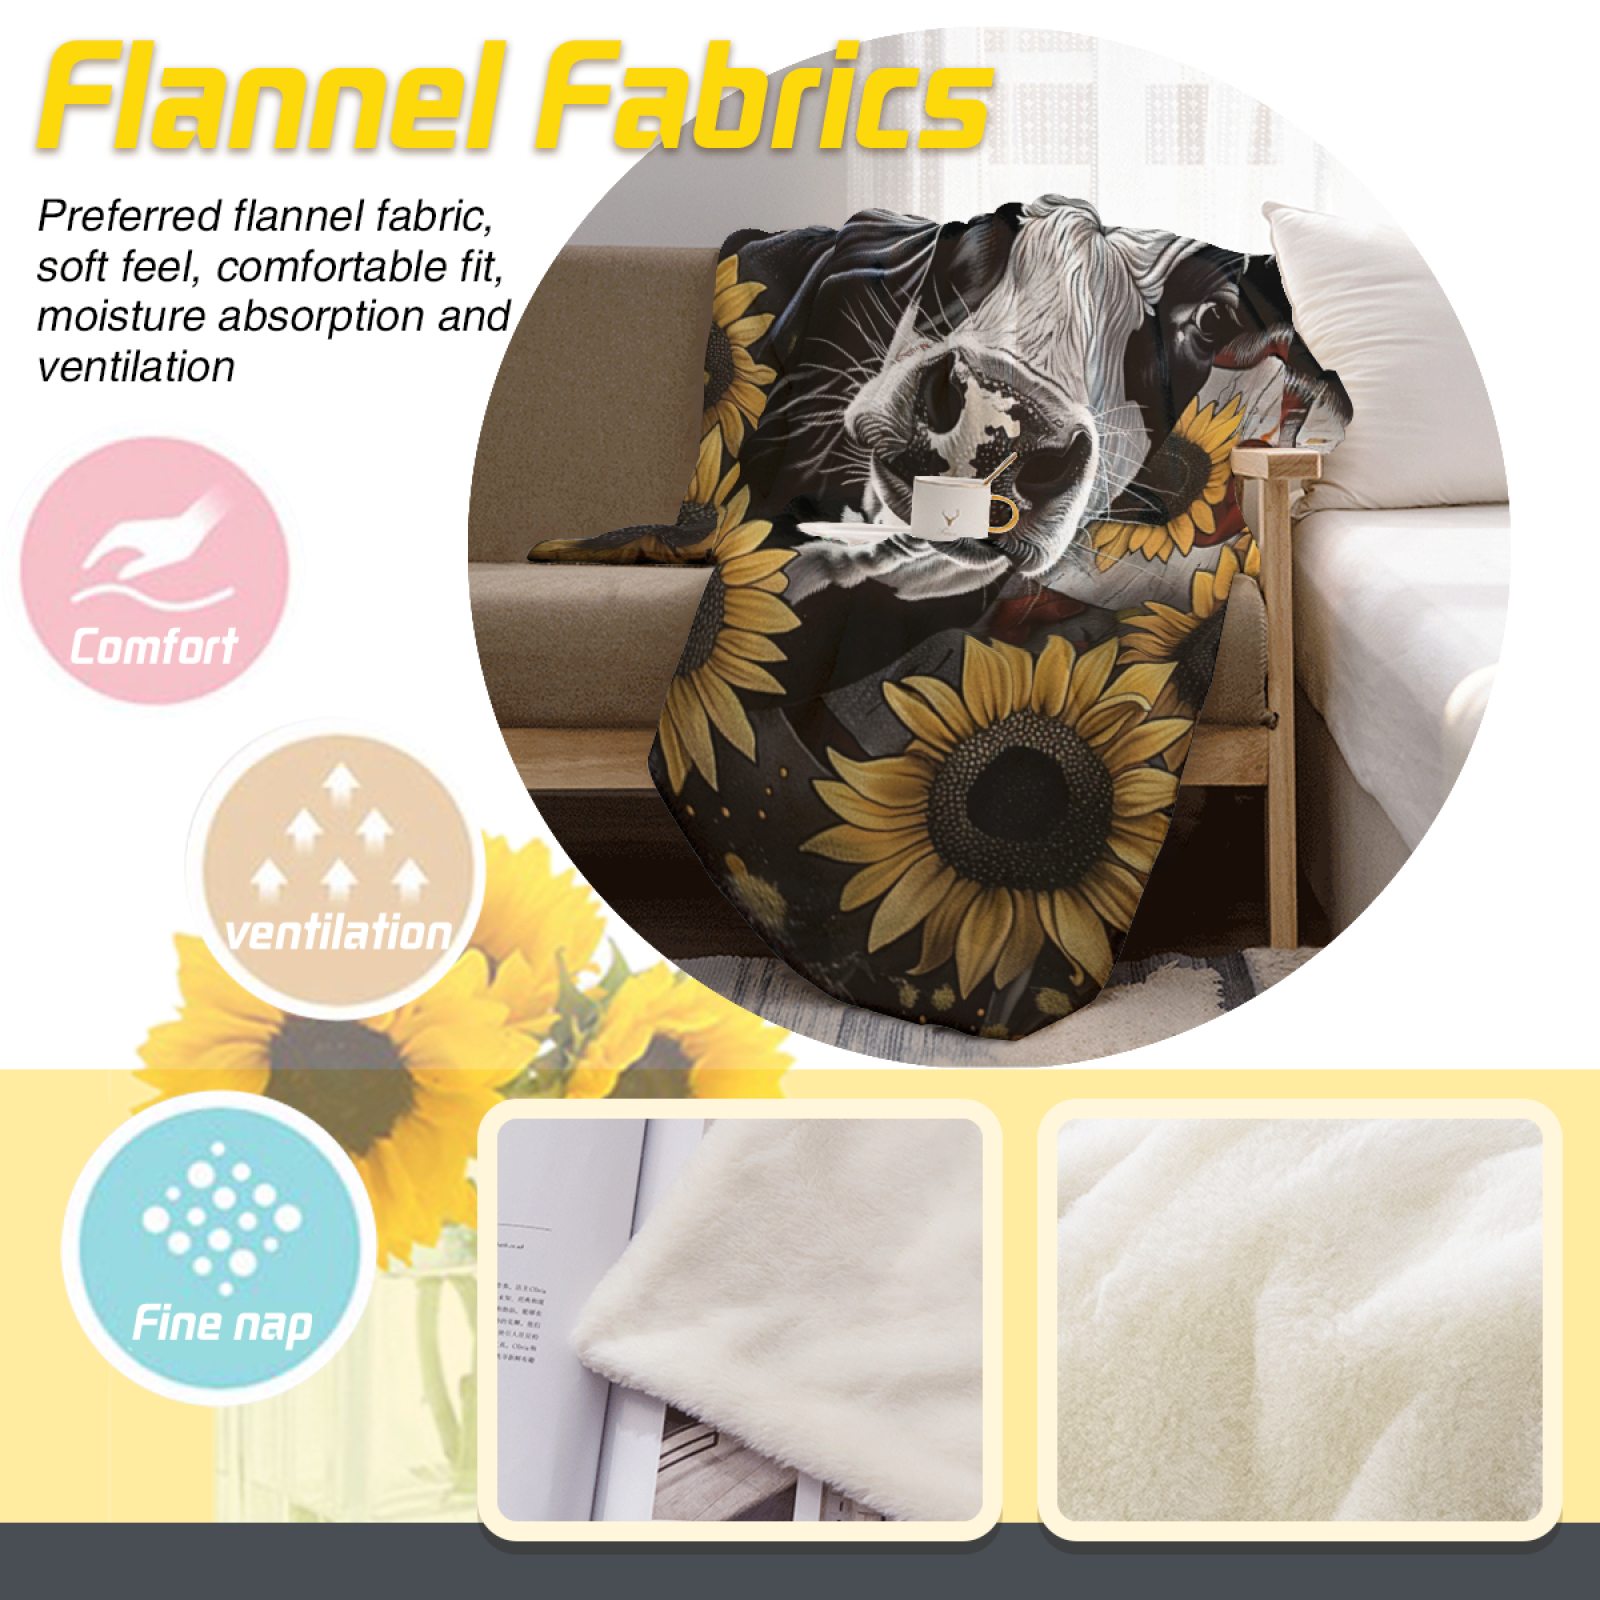 Flannel Fabrics
Preferred flannel fabric,
soft feel, comfortable fit,
moisture absorption and
ventilation
Comfort
ventilation
Fine nap